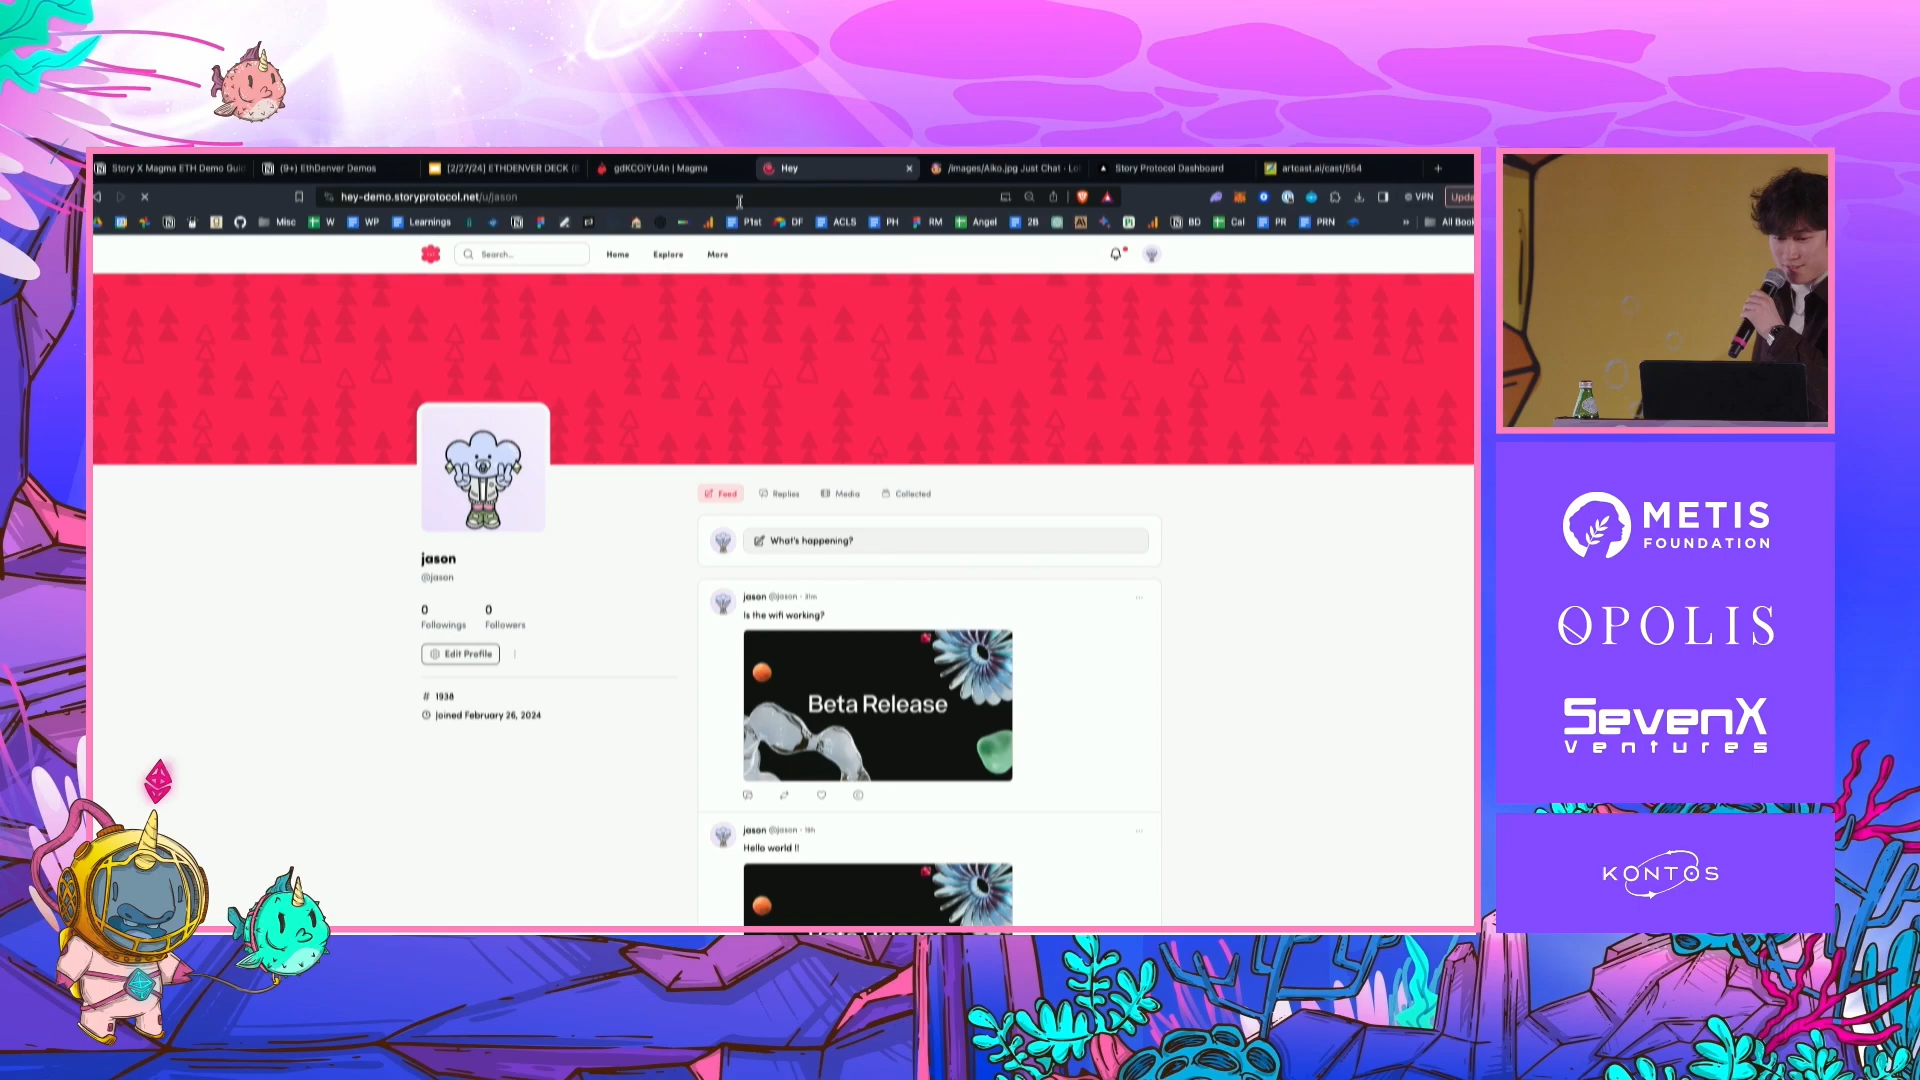 Story X Magma ETH Demo Gui
(9+) EthDenver Demos
[2/27/24] ETHDENVER DECK (
gdKCOiYU4n | Magma
Hey
/images/Aiko.jpg Just Chat · Lo
Story Protocol Dashboard
artcast.ai/cast/554
hey-demo.storyprotocol.net/u/jason
VPN
Upda
Misc
W
WP
Learnings
P1st
DF
ACLS
PH
RM
Angel
2B
BD
Cal
PR
PRN
All Book
Search...
Home
Explore
More
Feed
Replies
Media
Collected
What's happening?
jason
@jason
0
Followings
0
Followers
Edit Profile
# 1938
Joined February 26, 2024
jason @jason · 31m
Is the wifi working?
Beta Release
jason @jason · 19h
Hello world !!
METIS
FOUNDATION
OPOLIS
SevenX
Ventures
KONTOS